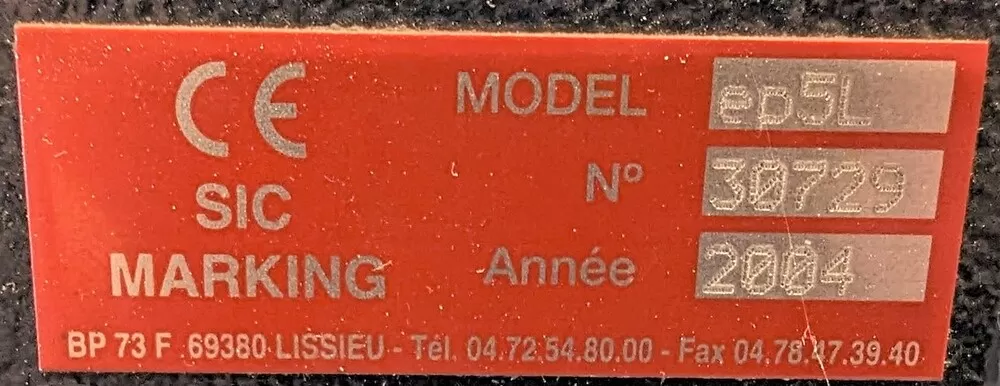 CE
SIC
MARKING
MODEL ep5L
N° 30729
Année 2004
BP 73 F 69380 LISSIEU - Tél. 04.72.54.80.00 - Fax 04.78.47.39.40